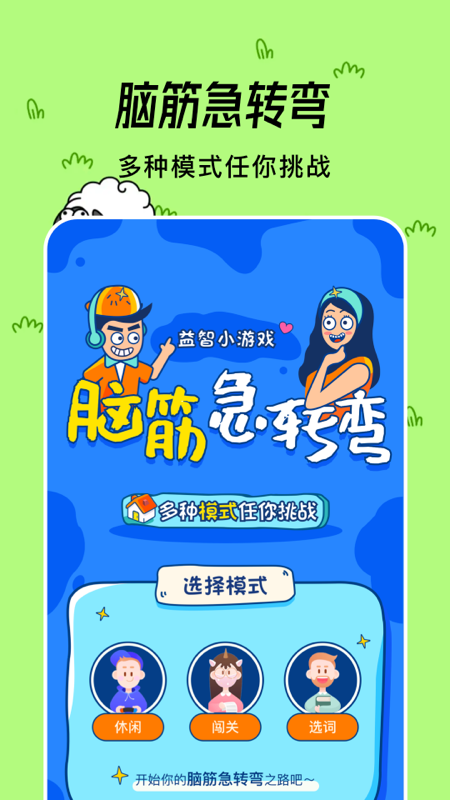 脑筋急转弯
多种模式任你挑战
益智小游戏
脑筋急转弯
多种模式任你挑战
选择模式
休闲
闯关
选词
开始你的脑筋急转弯之路吧~